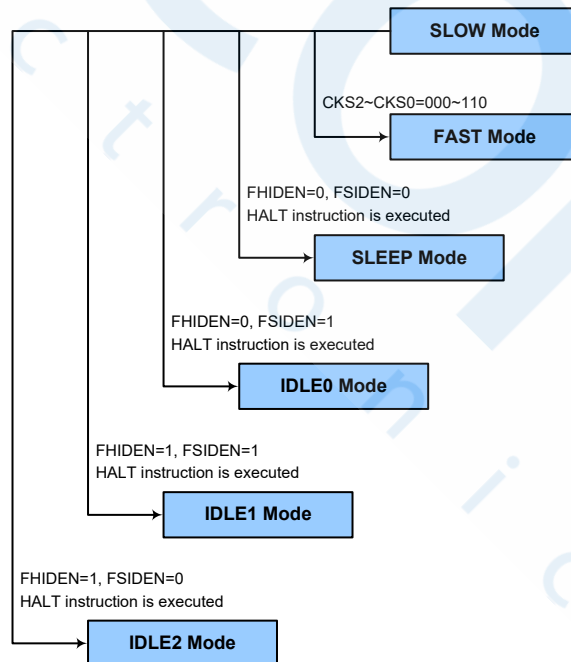 SLOW Mode
CKS2~CKS0=000~110
FAST Mode
FHIDEN=0, FSIDEN=0
HALT instruction is executed
SLEEP Mode
FHIDEN=0, FSIDEN=1
HALT instruction is executed
IDLE0 Mode
FHIDEN=1, FSIDEN=1
HALT instruction is executed
IDLE1 Mode
FHIDEN=1, FSIDEN=0
HALT instruction is executed
IDLE2 Mode
c t r o n i c